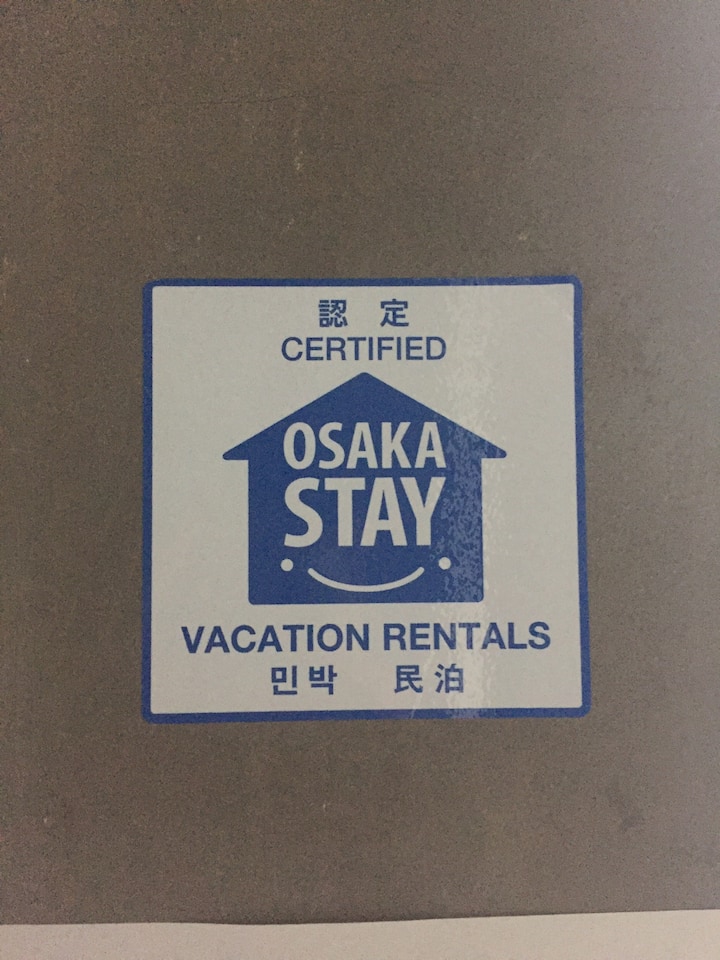 認 定
CERTIFIED
OSAKA
STAY
VACATION RENTALS
민박 民泊